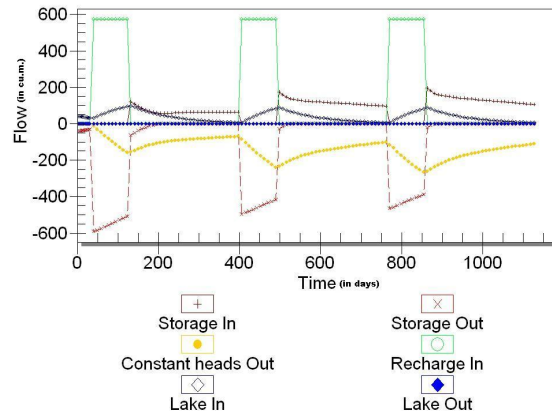 600
400
200
0
-200
-400
-600
Flow (in cu.m.)
0 200 400 600 800 1000
Time (in days)
Storage In
Storage Out
Constant heads Out
Recharge In
Lake In
Lake Out